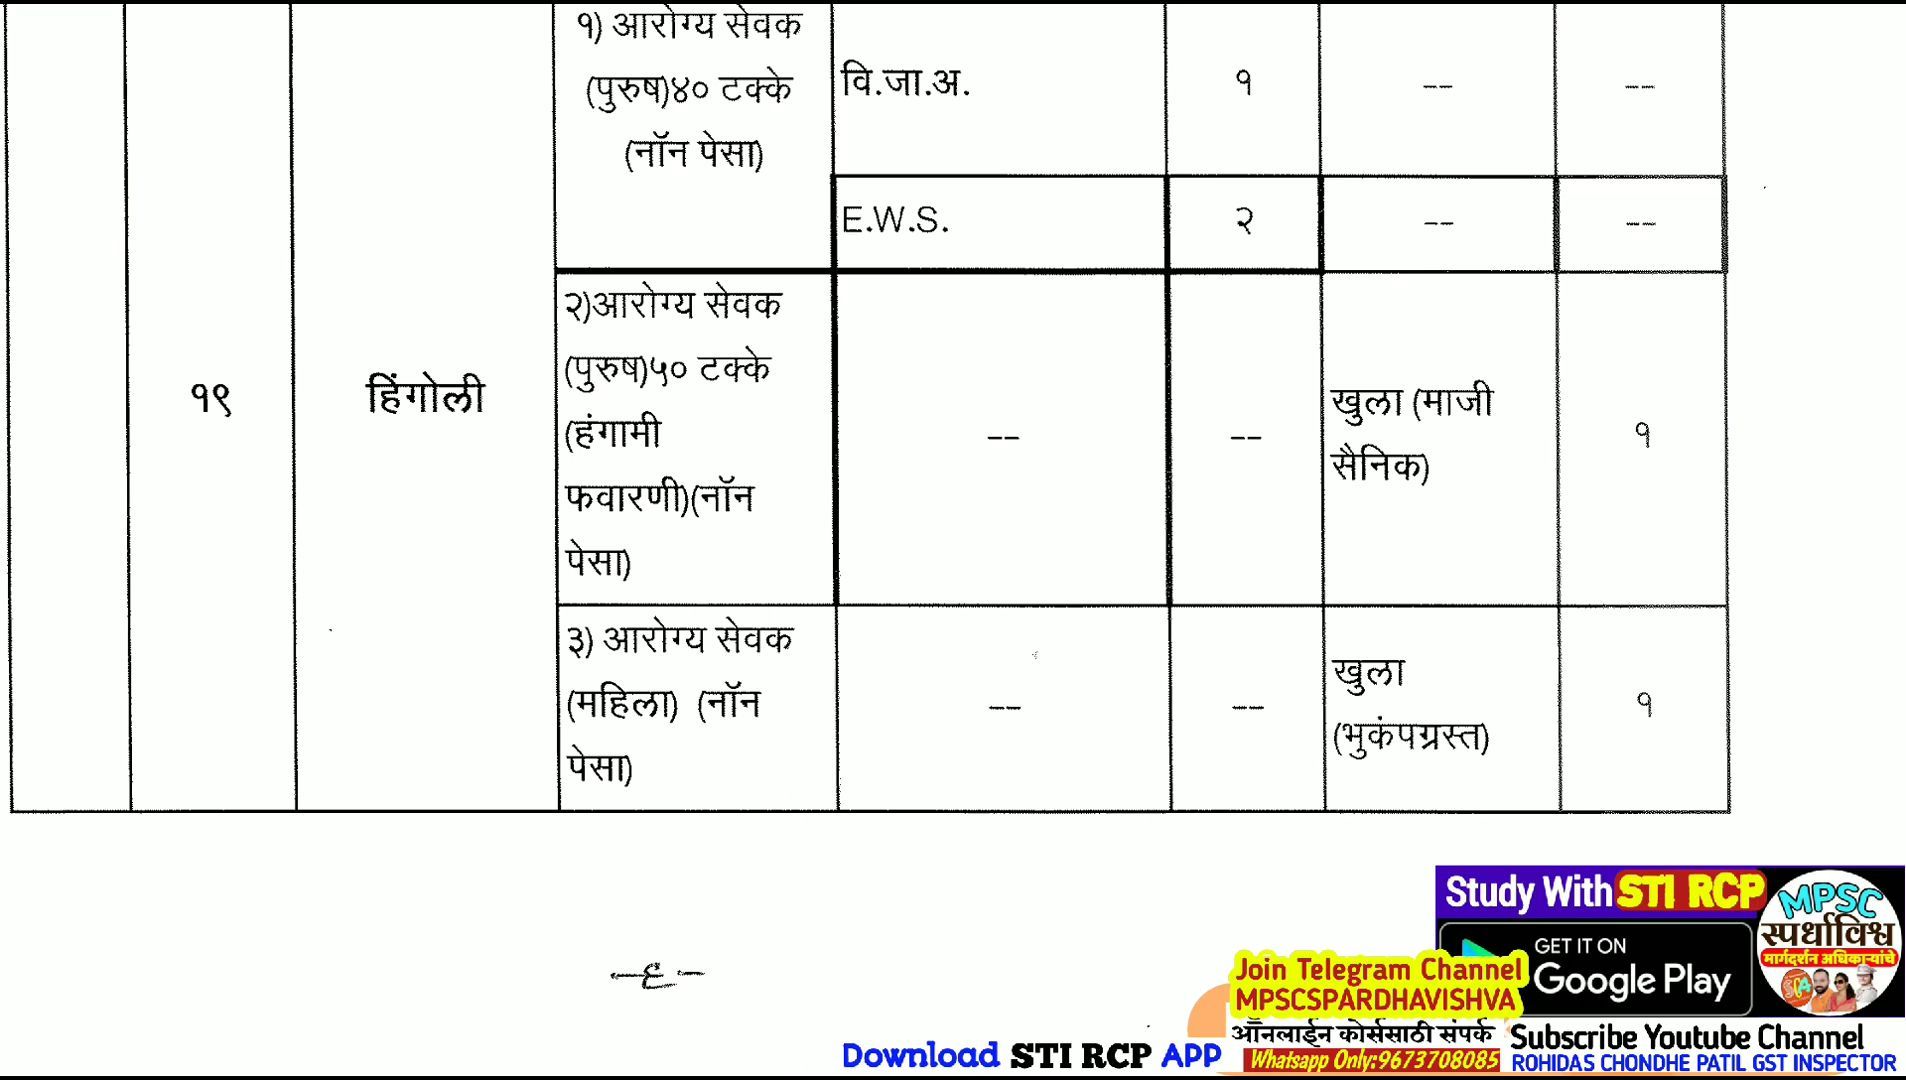 १) आरोग्य सेवक
(पुरुष)४० टक्के
(नॉन पेसा)
वि.जा.अ.
१
--
--
E.W.S.
२
--
--
१९
हिंगोली
२)आरोग्य सेवक
(पुरुष)५० टक्के
(हंगामी
फवारणी)(नॉन
पेसा)
--
--
खुला (माजी
सैनिक)
१
३) आरोग्य सेवक
(महिला) (नॉन
पेसा)
--
--
खुला
(भुकंपग्रस्त)
१
Study With STI RCP
GET IT ON
Google Play
MPSC
स्पर्धाविश्व
मार्गदर्शन अधिकाऱ्यांचे
Join Telegram Channel
MPSCSPARDHAVISHVA
ऑनलाईन कोर्ससाठी संपर्क
Whatsapp Only:9673708085
Download STI RCP APP
Subscribe Youtube Channel
ROHIDAS CHONDHE PATIL GST INSPECTOR